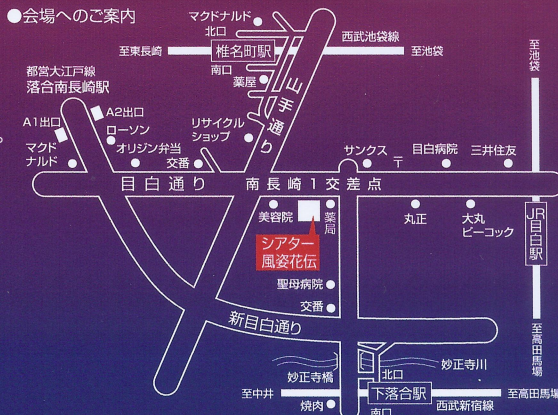 ●会場へのご案内
マクドナルド
北口
西武池袋線
至東長崎
椎名町駅
至池袋
至池袋
南口
薬屋
都営大江戸線
落合南長崎駅
山手通り
A1出口
A2出口
ローソン
リサイクル
ショップ
マクド
ナルド
オリジン弁当
交番
サンクス
〒
目白病院
三井住友
目白通り
南長崎1交差点
美容院
薬局
丸正
大丸
ピーコック
JR目白駅
シアター
風姿花伝
聖母病院
交番
新目白通り
至高田馬場
妙正寺橋
北口
妙正寺川
至中井
下落合駅
至高田馬場
焼肉
南口
西武新宿線